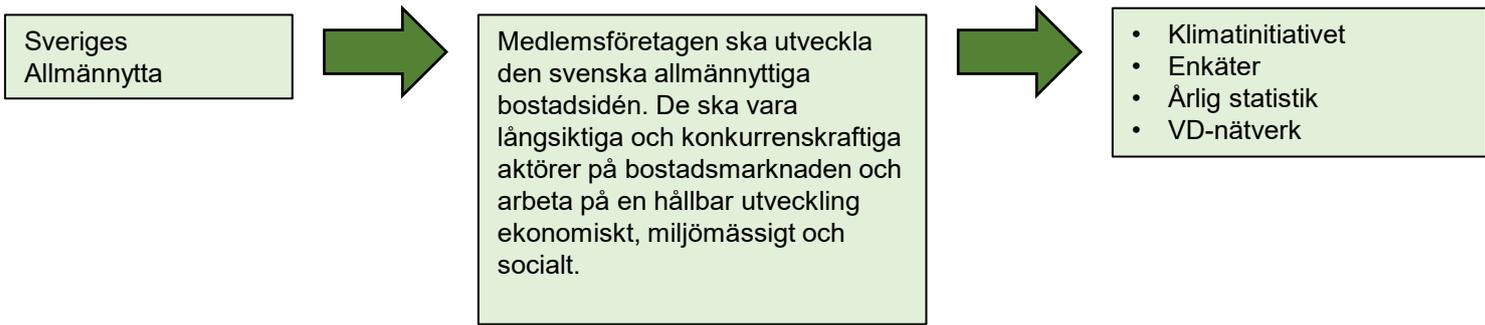 Sveriges
Allmännytta
Medlemsföretagen ska utveckla
den svenska allmännyttiga
bostadsidén. De ska vara
långsiktiga och konkurrenskraftiga
aktörer på bostadsmarknaden och
arbeta på en hållbar utveckling
ekonomiskt, miljömässigt och
socialt.
• Klimatinitiativet
• Enkäter
• Årlig statistik
• VD-nätverk